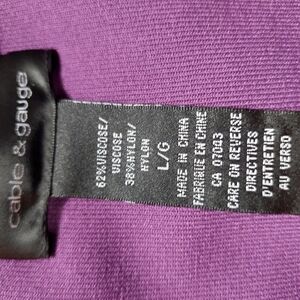 cable & gauge
62%VISCOSE/
VISCOSE
38%NYLON/
NYLON
L/G
MADE IN CHINA
FABRIQUE EN CHINE
CA 07043
CARE ON REVERSE
DIRECTIVES
D'ENTRETIEN
AU VERSO